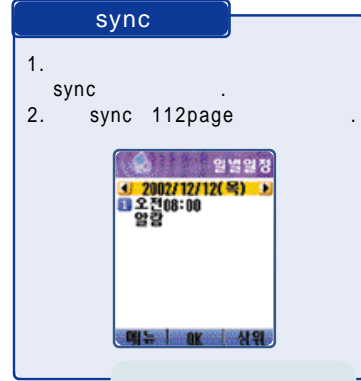 sync
1.
sync .
2. sync 112page .
일별일정
2002/12/12(목)
1 오전08:00
알람
메뉴 OK 상위